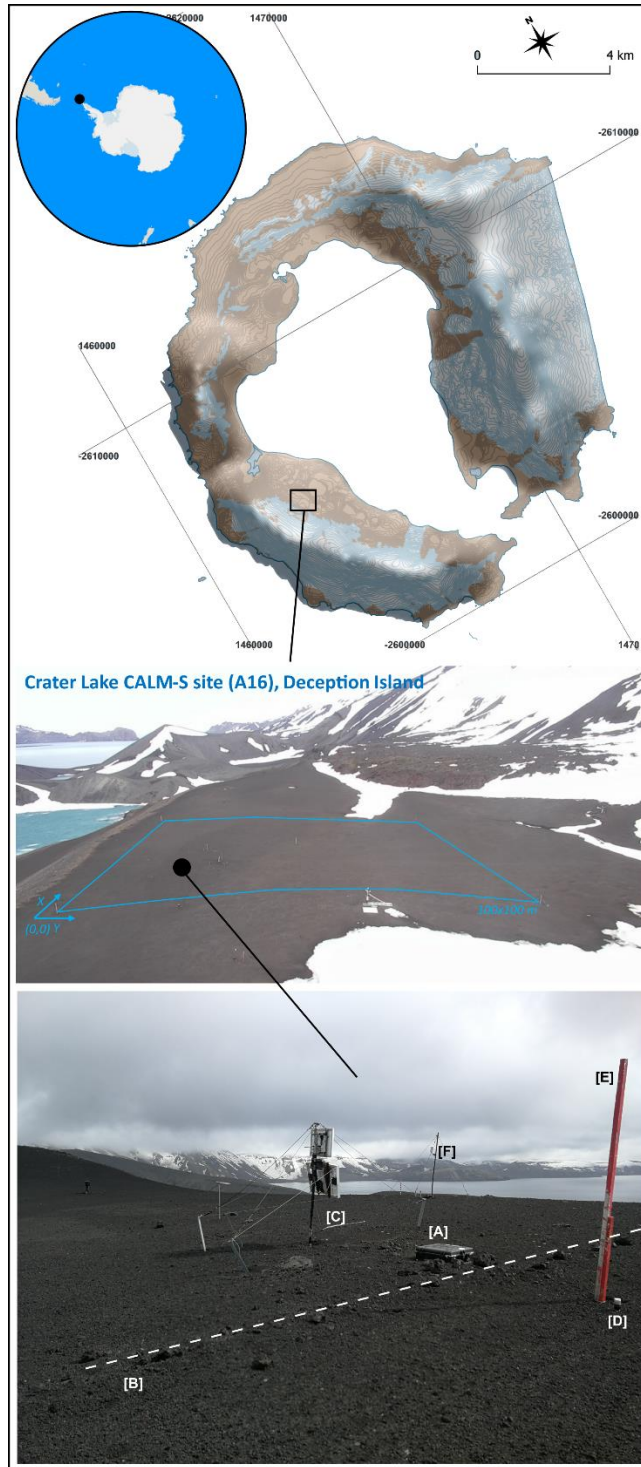 2620000
1470000
N
0
4 km
-2610000
1460000
-2610000
-2600000
1460000
-2600000
1470
Crater Lake CALM-S site (A16), Deception Island
X
(0,0) Y
100x100 m
[E]
[F]
[C]
[A]
[D]
[B]